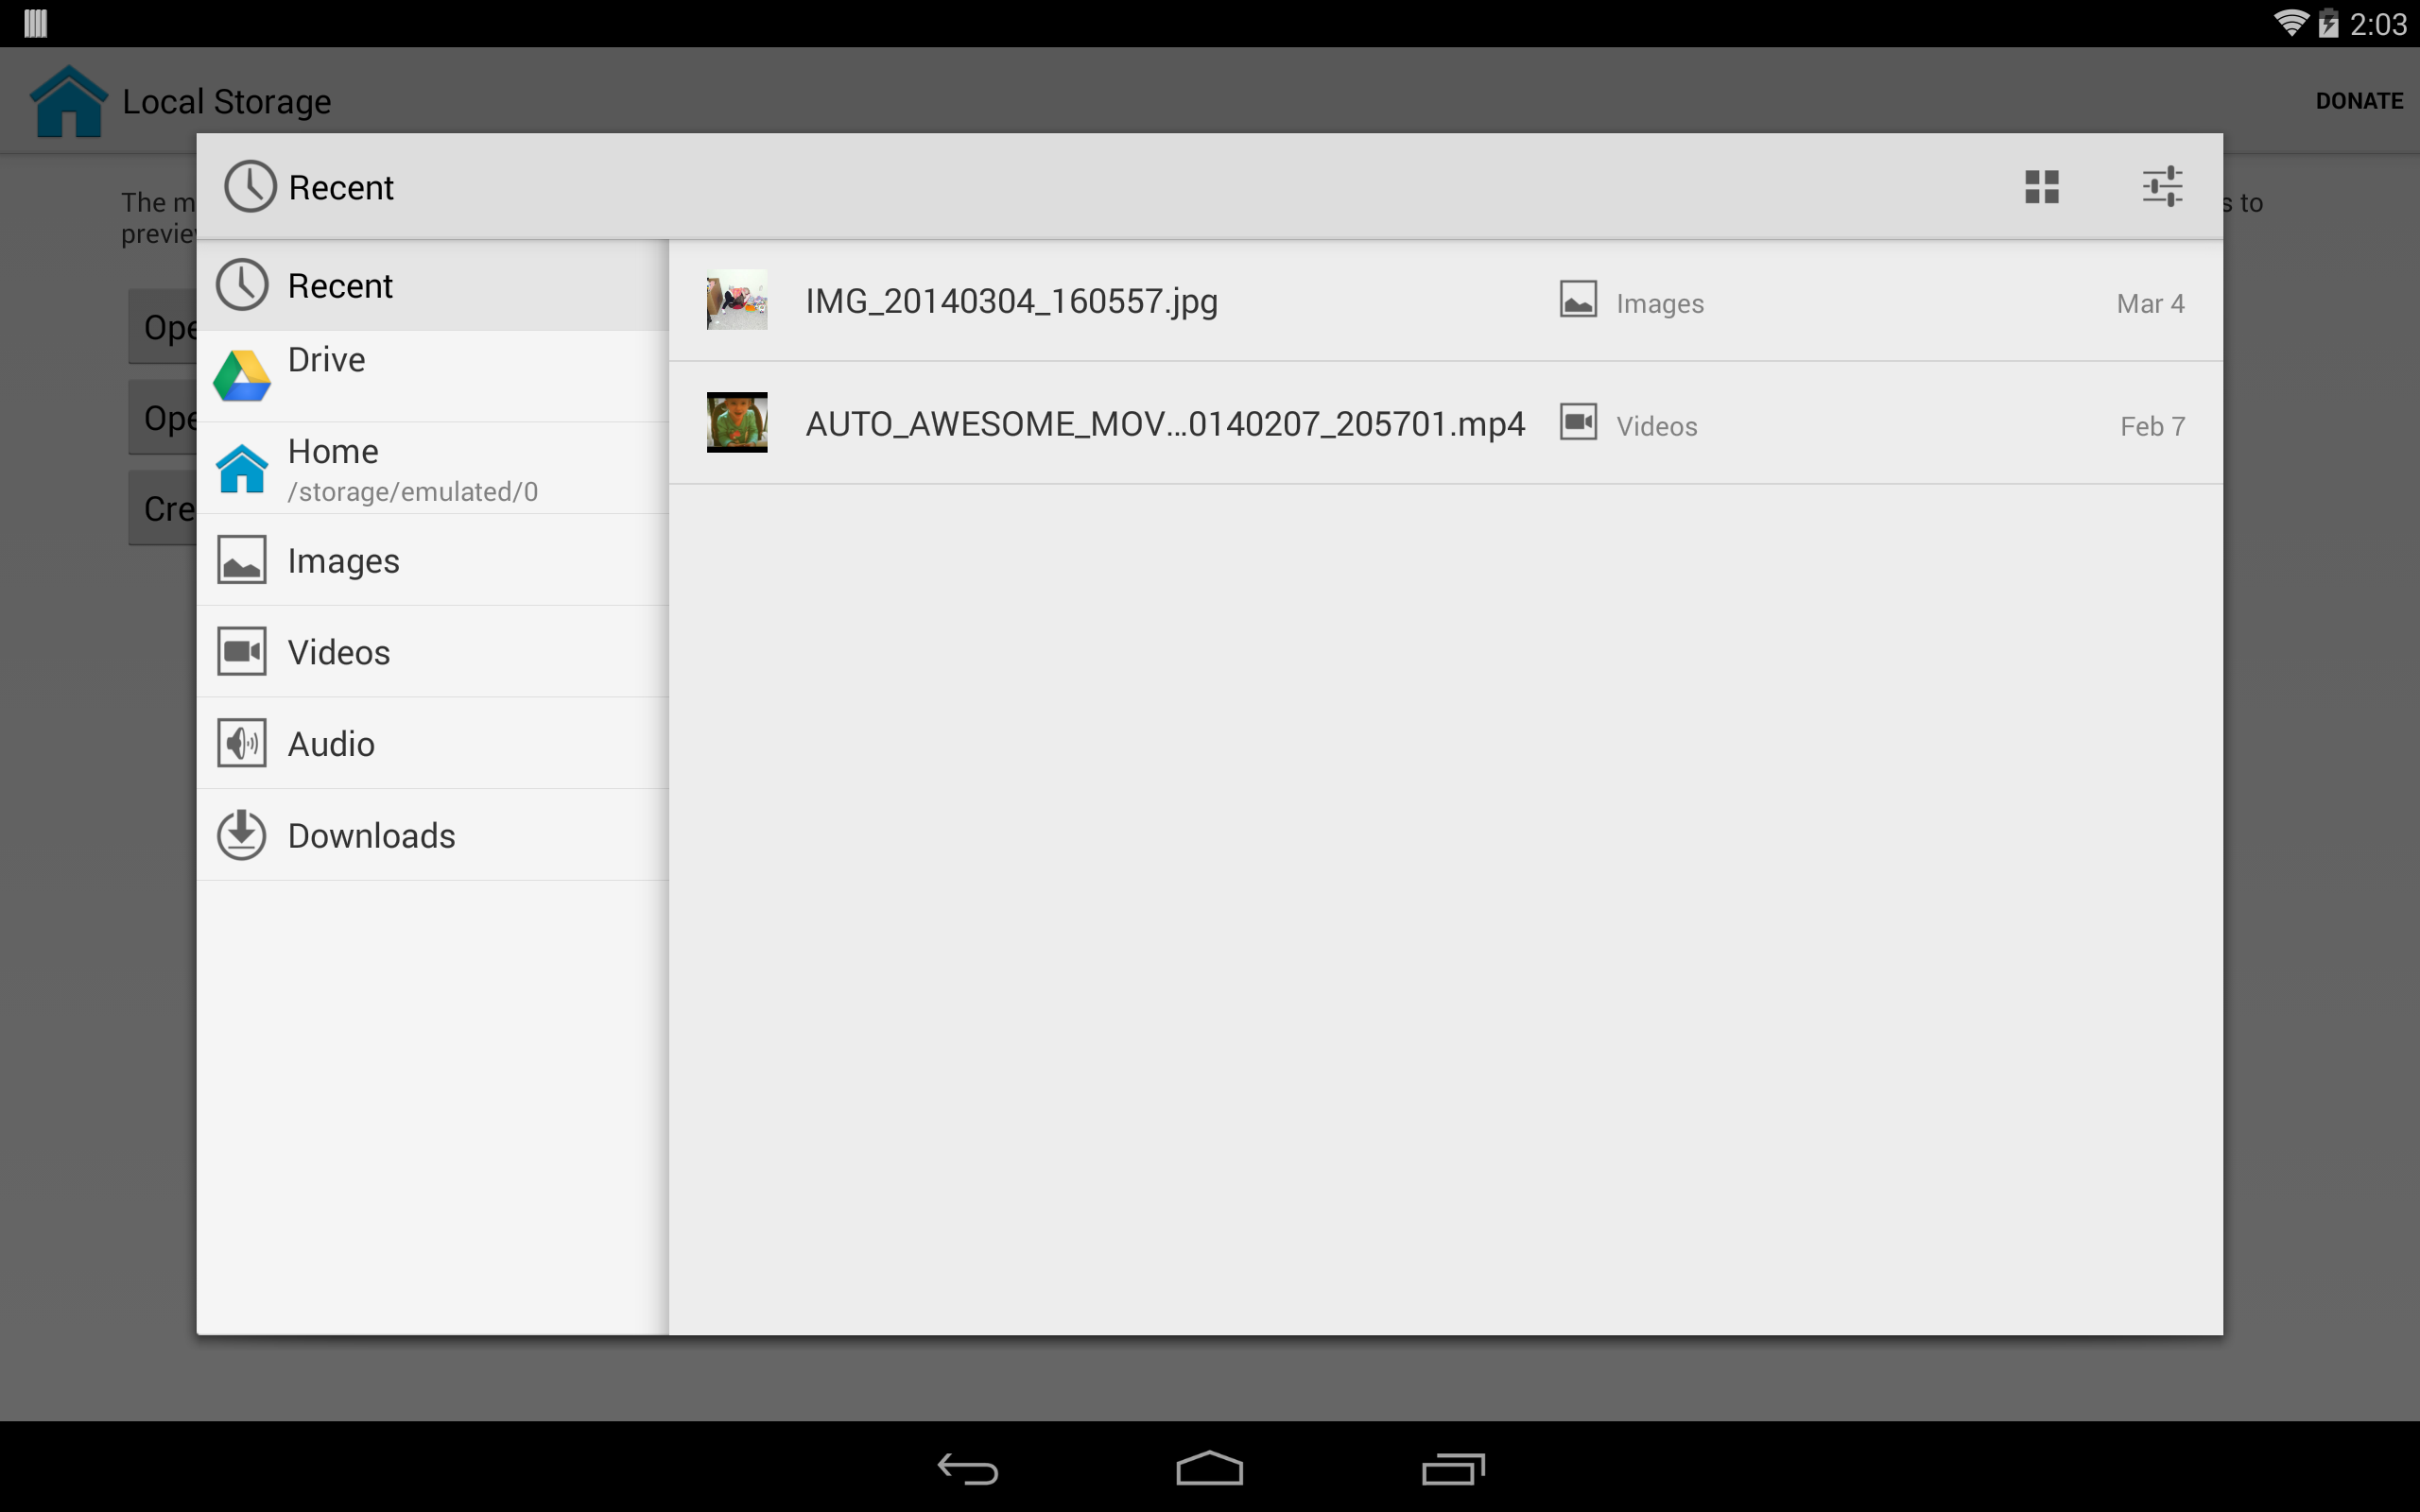 2:03
Local Storage
DONATE
The m
s to
previe
Ope
Ope
Cre
Recent
Recent
Drive
Home
/storage/emulated/0
Images
Videos
Audio
Downloads
IMG_20140304_160557.jpg Images Mar 4
AUTO_AWESOME_MOV...0140207_205701.mp4 Videos Feb 7